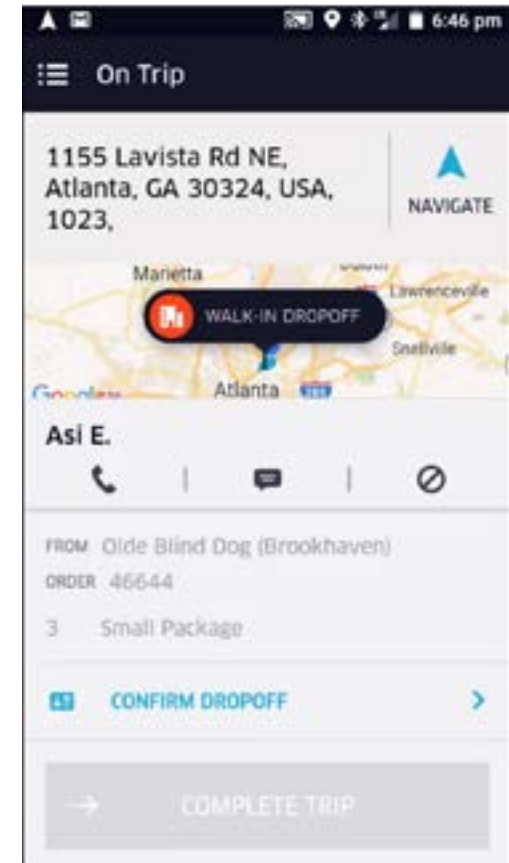 6:46 pm
On Trip
1155 Lavista Rd NE,
Atlanta, GA 30324, USA,
1023,
NAVIGATE
Marietta
Lawrenceville
WALK-IN DROPOFF
Snellville
Atlanta
Google
Asi E.
FROM Olde Blind Dog (Brookhaven)
ORDER 46644
3 Small Package
CONFIRM DROPOFF
COMPLETE TRIP